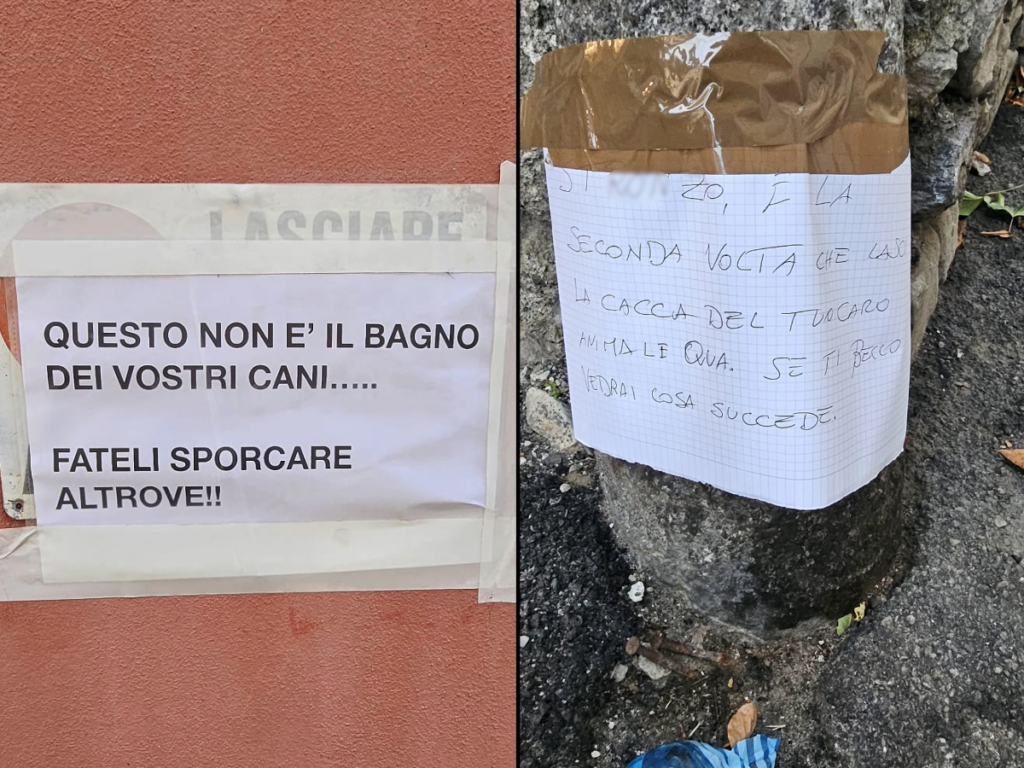 LASCIARE
QUESTO NON E' IL BAGNO
DEI VOSTRI CANI.....
FATELI SPORCARE
ALTROVE!!
ZO, È LA
SECONDA VOLTA CHE LASC
LA CACCA DEL TUO CARO
ANIMALE QUA. SE TI BECCO
VEDRAI COSA SUCCEDE.